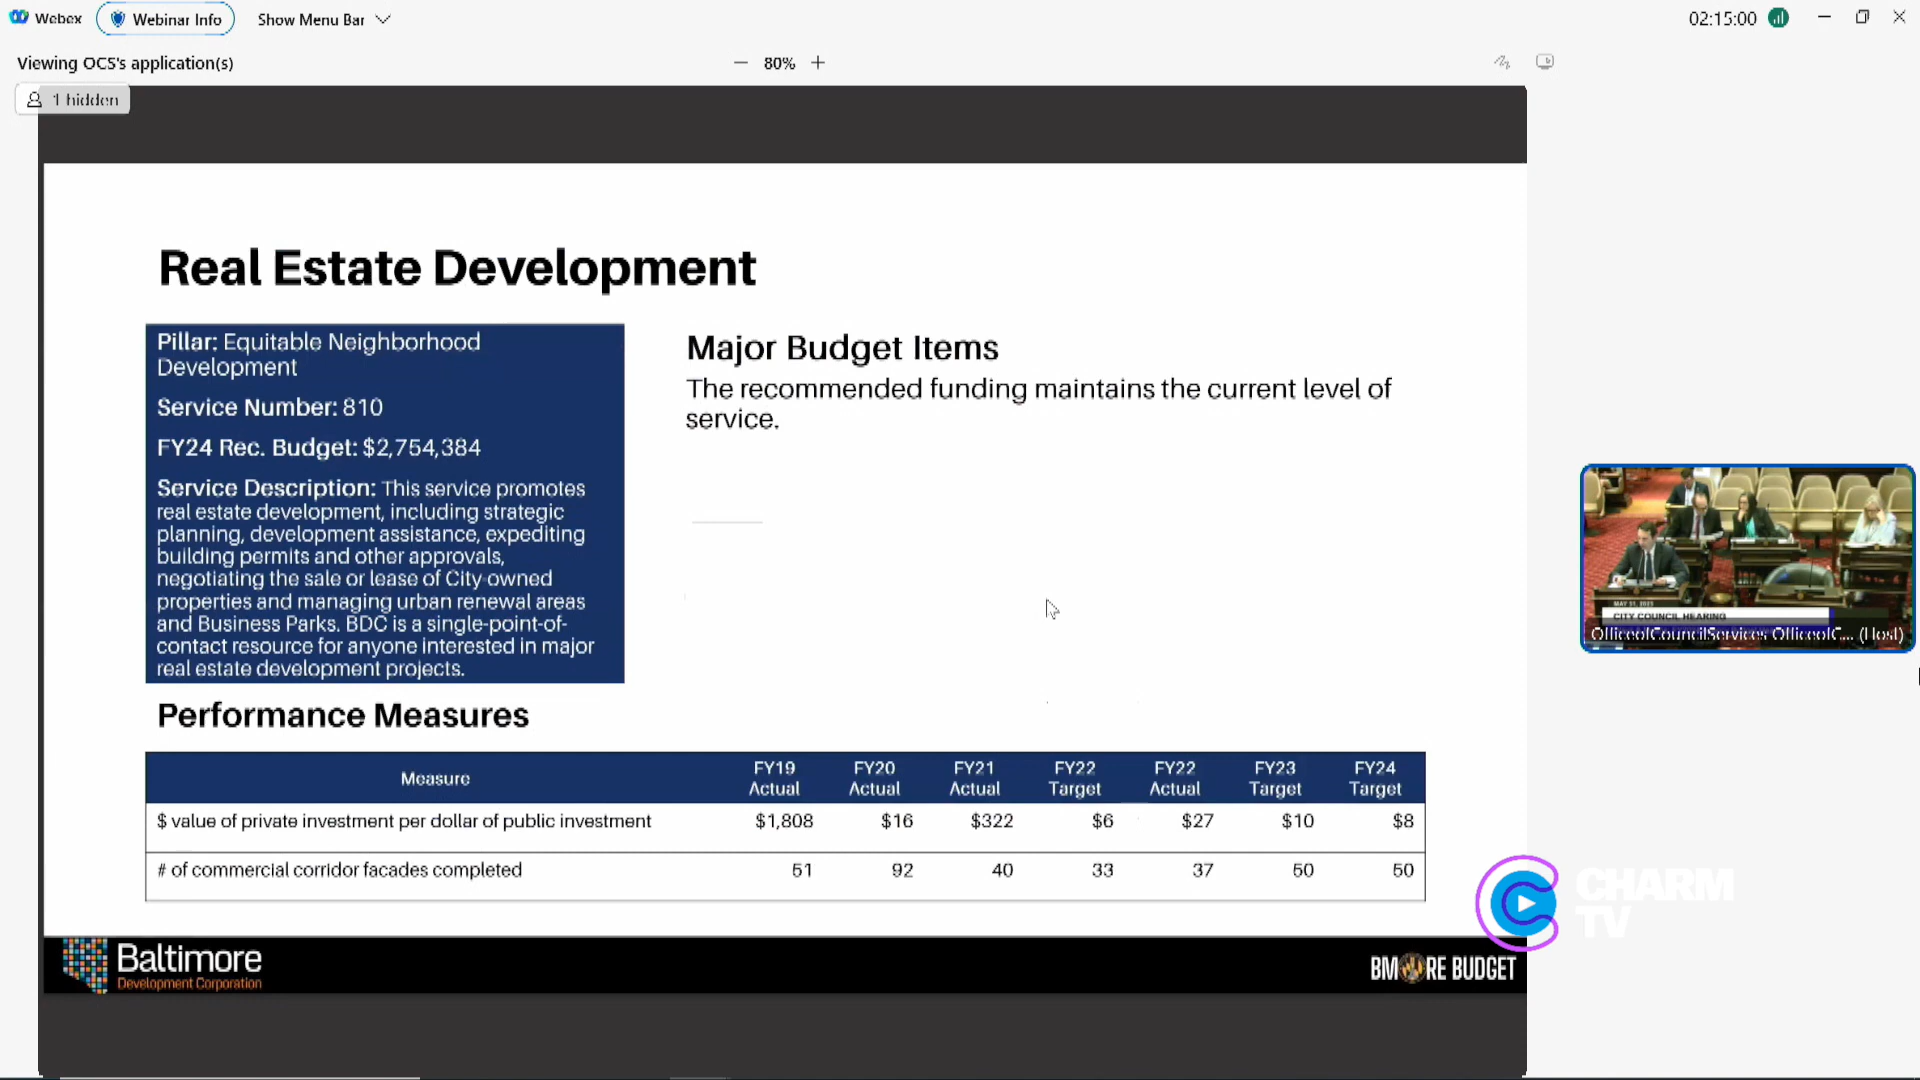 Webex
Webinar Info
Show Menu Bar
02:15:00
Viewing OCS's application(s)
80%
1 hidden
Real Estate Development
Pillar: Equitable Neighborhood
Development
Service Number: 810
FY24 Rec. Budget: $2,754,384
Service Description: This service promotes
real estate development, including strategic
planning, development assistance, expediting
building permits and other approvals,
negotiating the sale or lease of City-owned
properties and managing urban renewal areas
and Business Parks. BDC is a single-point-of-
contact resource for anyone interested in major
real estate development projects.
Major Budget Items
The recommended funding maintains the current level of
service.
MAY 31, 2023
CITY COUNCIL HEARING
OfficeofCouncilServices OfficeofC... (Host)
Performance Measures
Measure FY19 Actual FY20 Actual FY21 Actual FY22 Target FY22 Actual FY23 Target FY24 Target
$ value of private investment per dollar of public investment $1,808 $16 $322 $6 $27 $10 $8
# of commercial corridor facades completed 51 92 40 33 37 50 50
CHARM
TV
Baltimore
Development Corporation
BMORE BUDGET